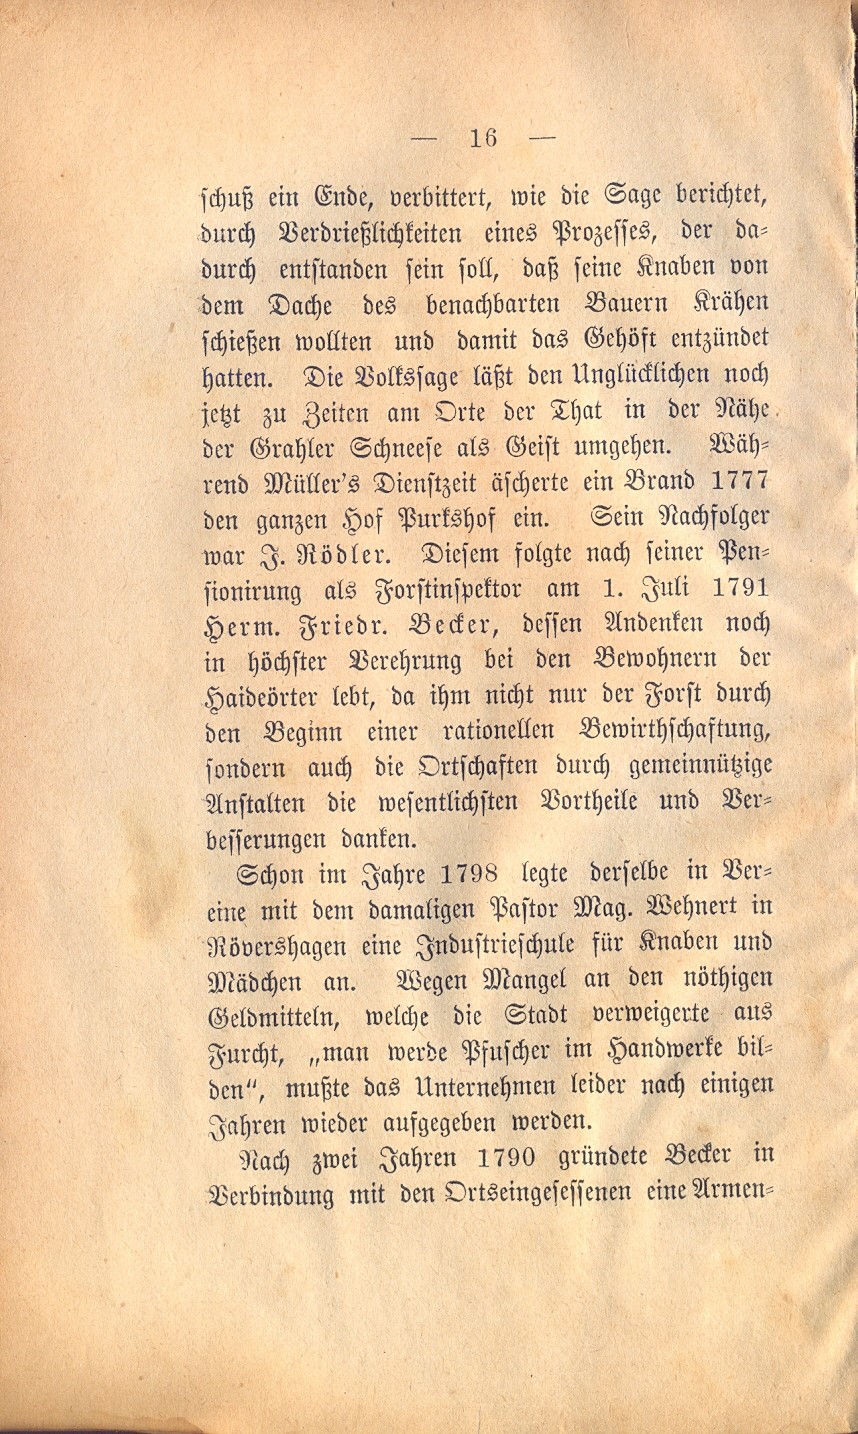 — 16 —
schuß ein Ende, verbittert, wie die Sage berichtet,
durch Verdrießlichkeiten eines Prozesses, der da-
durch entstanden sein soll, daß seine Knaben von
dem Dache des benachbarten Bauern Krähen
schießen wollten und damit das Gehöft entzündet
hatten. Die Volkssage läßt den Unglücklichen noch
jetzt zu Zeiten am Orte der That in der Nähe
der Grahler Schneese als Geist umgehen. Wäh-
rend Müller's Dienstzeit äscherte ein Brand 1777
den ganzen Hof Purkshof ein. Sein Nachfolger
war J. Rödler. Diesem folgte nach seiner Pen-
sionirung als Forstinspektor am 1. Juli 1791
Herm. Friedr. Becker, dessen Andenken noch
in höchster Verehrung bei den Bewohnern der
Haideörter lebt, da ihm nicht nur der Forst durch
den Beginn einer rationellen Bewirthschaftung,
sondern auch die Ortschaften durch gemeinnützige
Anstalten die wesentlichsten Vortheile und Ver-
besserungen danken.
Schon im Jahre 1798 legte derselbe in Ver-
eine mit dem damaligen Pastor Mag. Wehnert in
Rövershagen eine Industrieschule für Knaben und
Mädchen an. Wegen Mangel an den nöthigen
Geldmitteln, welche die Stadt verweigerte aus
Furcht, „man werde Pfuscher im Handwerke bil-
den“, mußte das Unternehmen leider nach einigen
Jahren wieder aufgegeben werden.
Nach zwei Jahren 1790 gründete Becker in
Verbindung mit den Ortseingesessenen eine Armen-